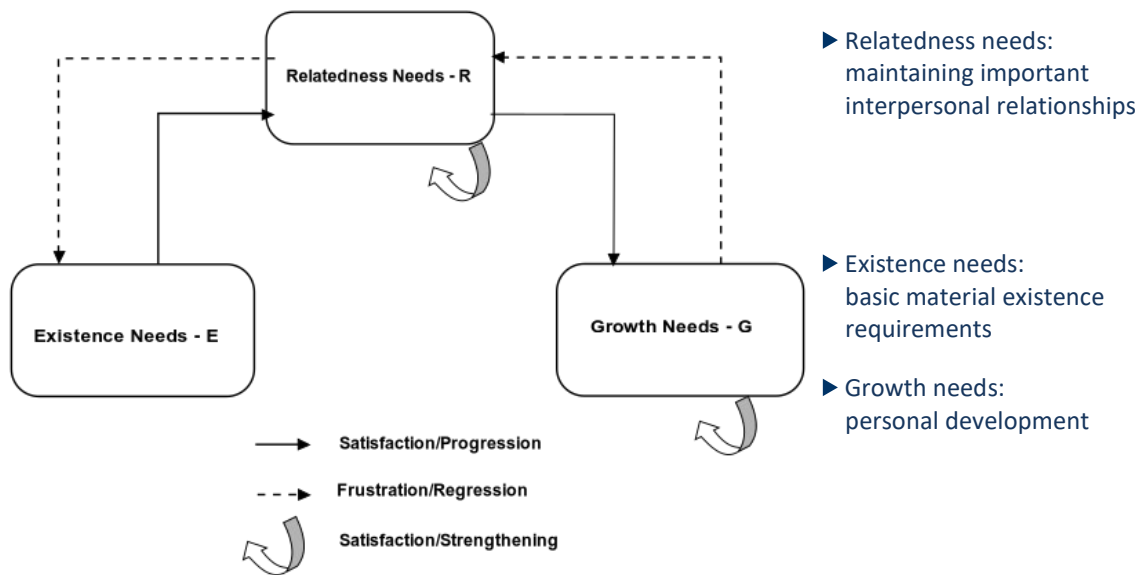 Relatedness Needs - R
Existence Needs - E
Growth Needs - G
Satisfaction/Progression
Frustration/Regression
Satisfaction/Strengthening
▶ Relatedness needs:
maintaining important
interpersonal relationships
▶ Existence needs:
basic material existence
requirements
▶ Growth needs:
personal development